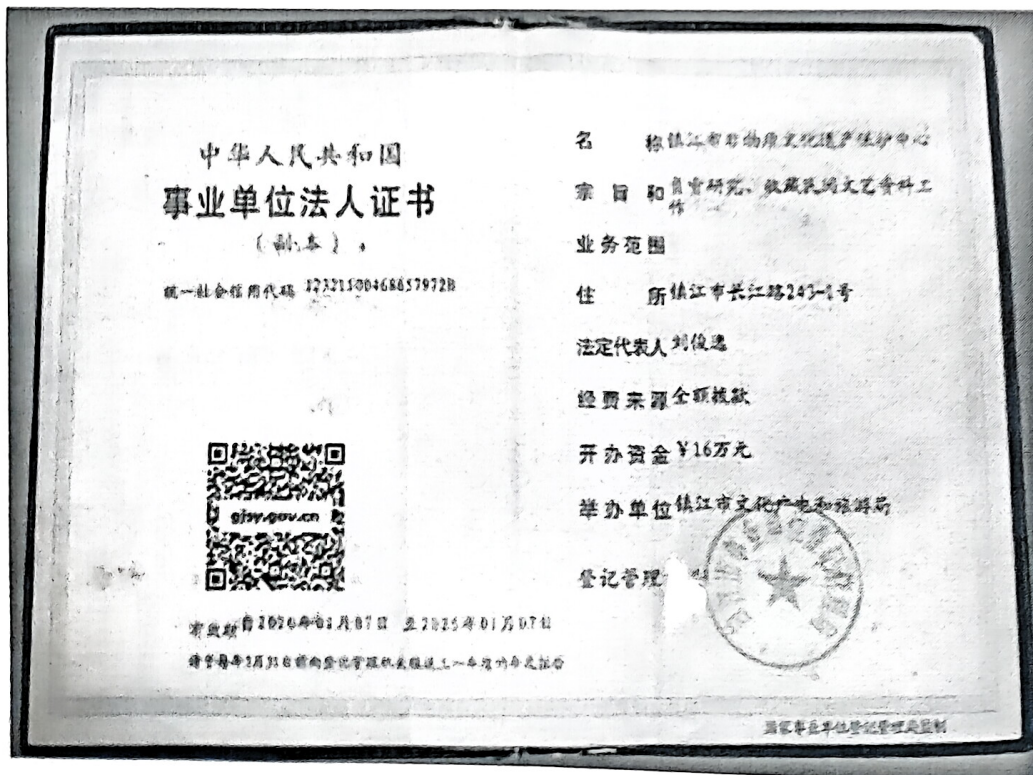 中华人民共和国
事业单位法人证书
（副本）
统一社会信用代码
gjsy.gov.cn
有效期自2020年01月07日 至2025年01月07日
请于每年3月31日前向登记管理机关报送上一年度的年度报告
名 称 镇江市非物质文化遗产保护中心
宗旨和 负责研究、收藏民间文艺资料工
作
业务范围
住 所 镇江市长江路243-1号
法定代表人 刘俊逸
经费来源 全额拨款
开办资金 ¥16万元
举办单位 镇江市文化广电和旅游局
登记管理
国家事业单位登记管理局监制